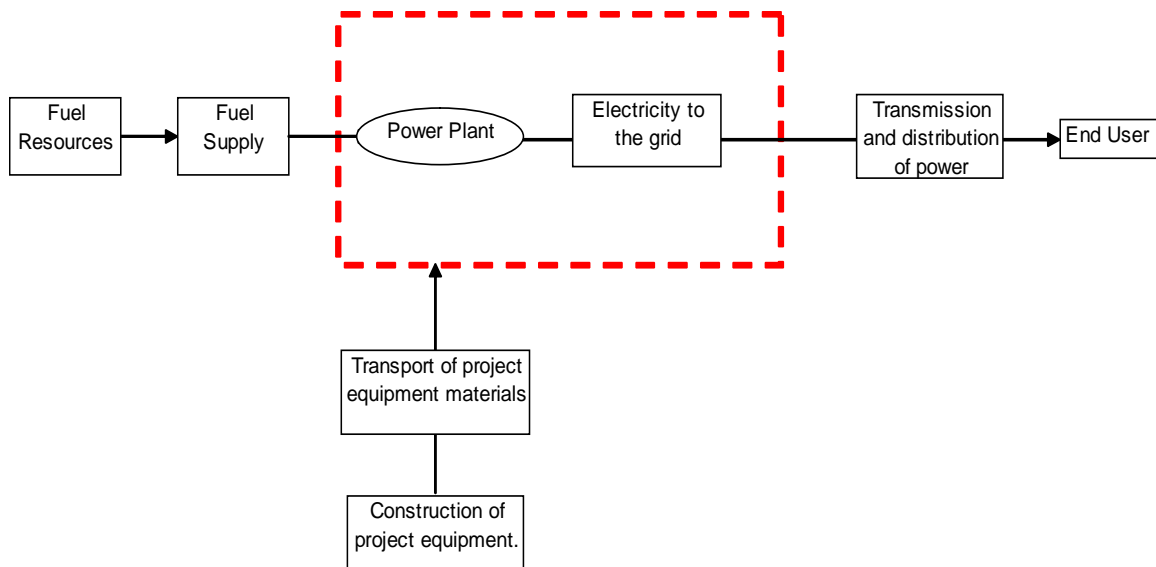 Fuel
Resources
Fuel
Supply
Power Plant
Electricity to
the grid
Transmission
and distribution
of power
End User
Transport of project
equipment materials
Construction of
project equipment.